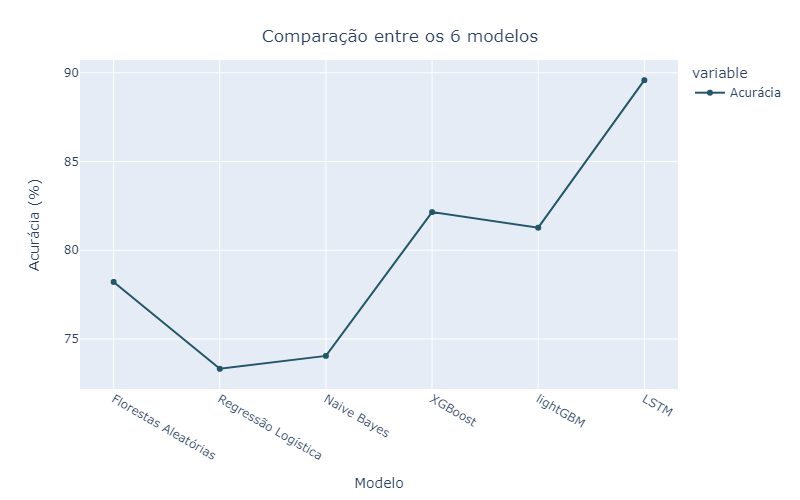 Comparação entre os 6 modelos
variable
Acurácia
Acurácia (%)
90
85
80
75
Florestas Aleatórias
Regressão Logística
Naive Bayes
XGBoost
lightGBM
LSTM
Modelo